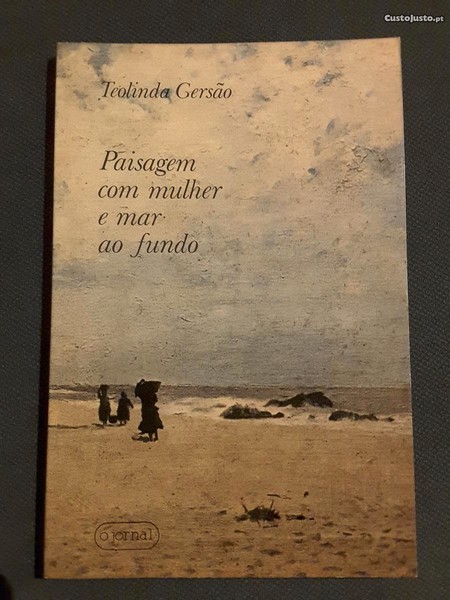 CustoJusto.pt
Teolinda Gersão
Paisagem
com mulher
e mar
ao fundo
o jornal